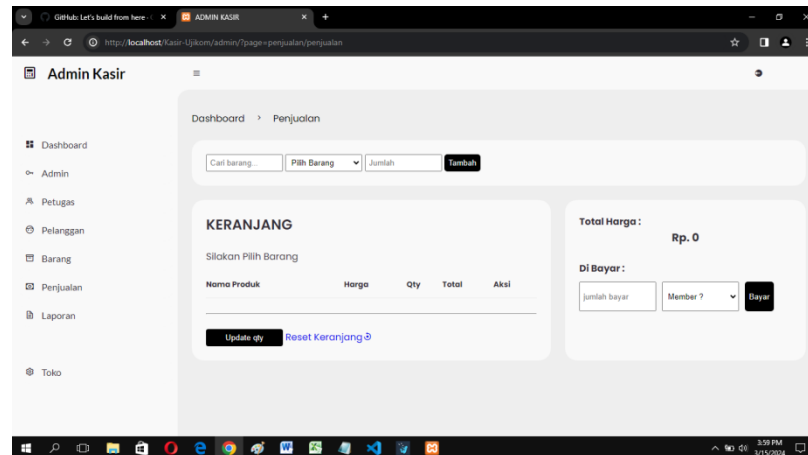 GitHub: Let's build from here ·
ADMIN KASIR
http://localhost/Kasir-Ujikom/admin/?page=penjualan/penjualan
Admin Kasir
Dashboard > Penjualan
Dashboard
Admin
Petugas
Pelanggan
Barang
Penjualan
Laporan
Toko
Cari barang... Pilih Barang Jumlah Tambah
KERANJANG
Silakan Pilih Barang
Nama Produk Harga Qty Total Aksi
Update qty Reset Keranjang
Total Harga :
Rp. 0
Di Bayar :
jumlah bayar Member ? Bayar
3:59 PM
3/15/2024